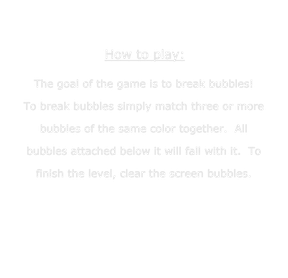 How to play:
The goal of the game is to break bubbles!
To break bubbles simply match three or more
bubbles of the same color together. All
bubbles attached below it will fall with it. To
finish the level, clear the screen bubbles.